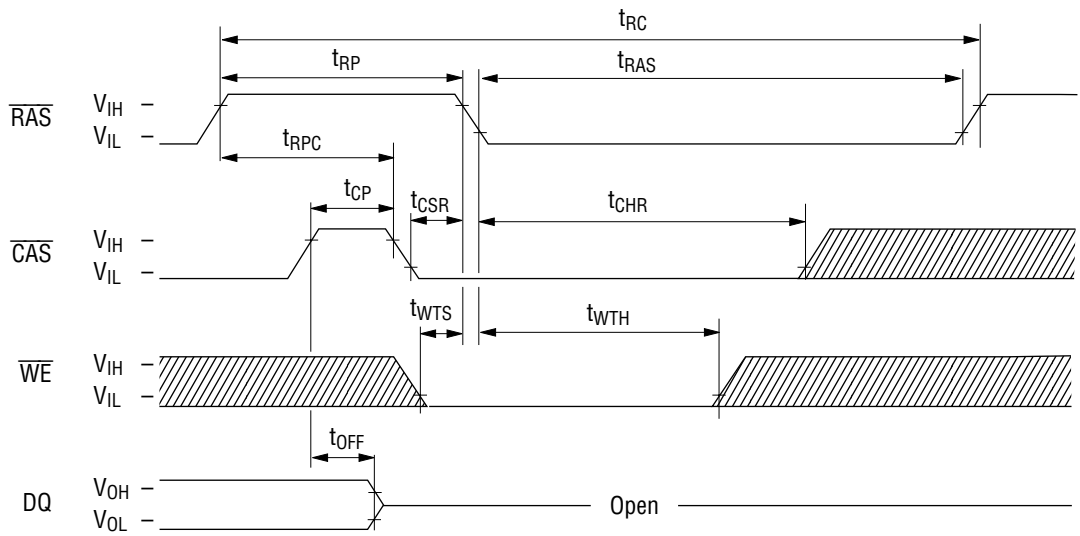 tRC
tRP tRAS
RAS VIH –
VIL –
tRPC
tCP tCSR tCHR
CAS VIH –
VIL –
tWTS tWTH
WE VIH –
VIL –
tOFF
DQ VOH –
VOL –
Open